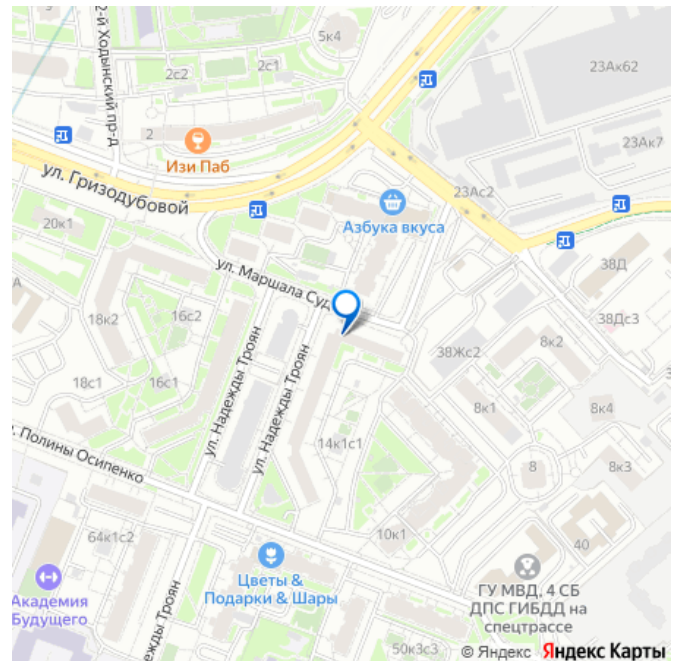 5к4
2-й Ходынский пр-д
2с2
2с1
23Ак62
2
Изи Паб
23Ак7
ул. Гризодубовой
23Ас2
Азбука вкуса
20к1
ул. Маршала Суд
38Д
16с2
18к2
38Дс3
8к2
ул. Надежды Троян
38Жс2
ул. Надежды Троян
18с1
16с1
8к1
8к4
14к1с1
. Полины Осипенко
8
8к3
10к1
64к1с2
40
Цветы &
Подарки & Шары
ГУ МВД, 4 СБ
ДПС ГИБДД на
спецтрассе
Академия
Будущего
ежды Троян
50к3с3
© Яндекс Яндекс Карты